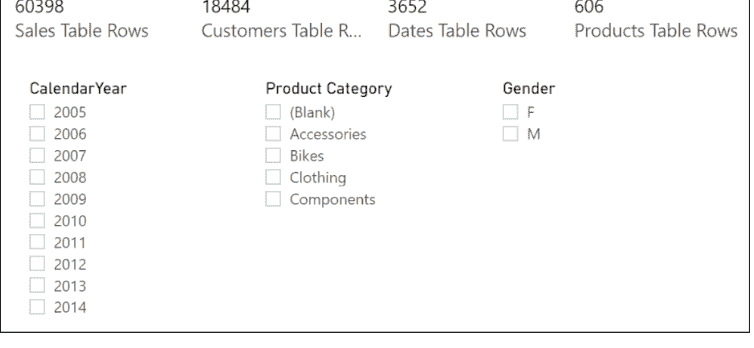 60398 18484 3652 606
Sales Table Rows Customers Table R... Dates Table Rows Products Table Rows
CalendarYear Product Category Gender
2005 (Blank) F
2006 Accessories M
2007 Bikes
2008 Clothing
2009 Components
2010
2011
2012
2013
2014